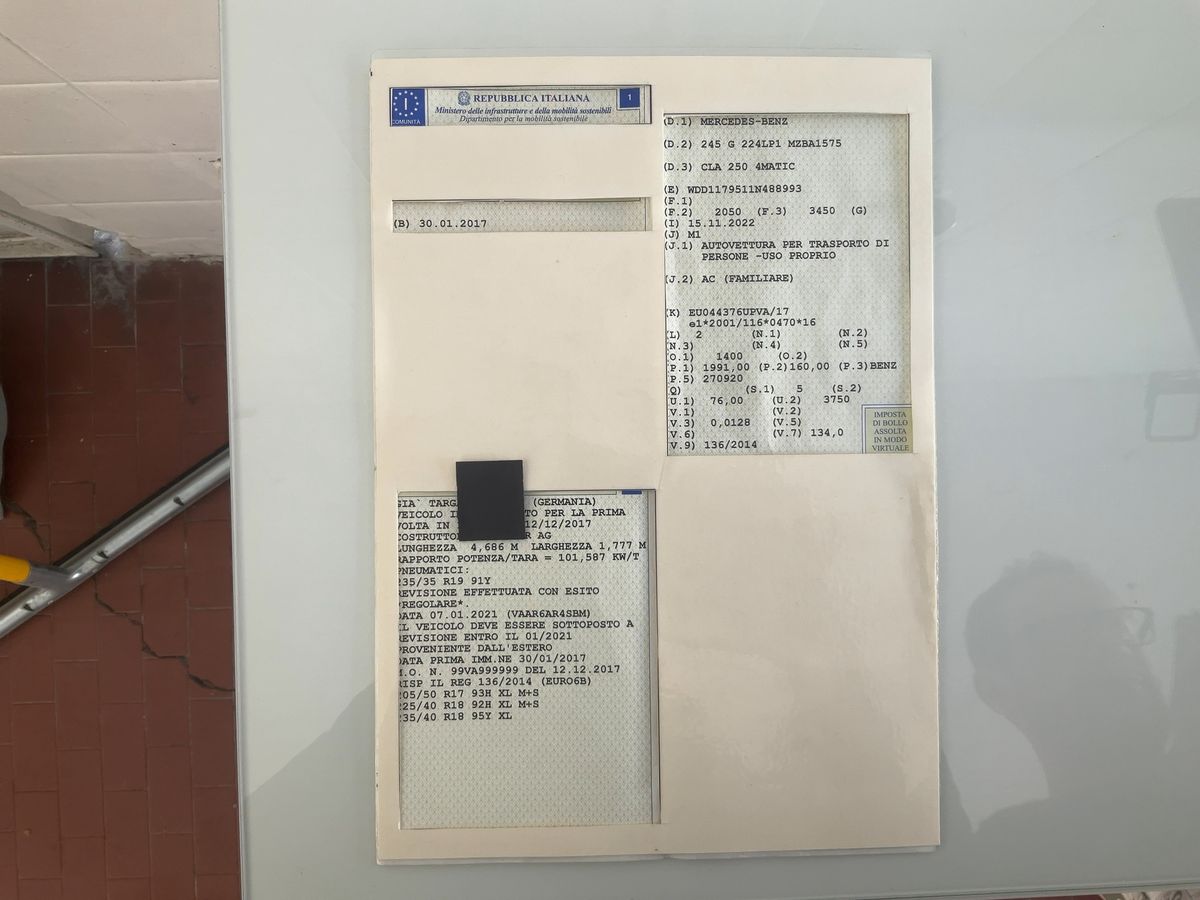 I
COMUNITÀ
REPUBBLICA ITALIANA
1
Ministero delle infrastrutture e della mobilità sostenibili
Dipartimento per la mobilità sostenibile
(B) 30.01.2017
GIA` TARGA (GERMANIA)
VEICOLO TO PER LA PRIMA
VOLTA IN 12/12/2017
COSTRUTTO R AG
LUNGHEZZA 4,686 M LARGHEZZA 1,777 M
RAPPORTO POTENZA/TARA = 101,587 KW/T
PNEUMATICI:
235/35 R19 91Y
REVISIONE EFFETTUATA CON ESITO
*REGOLARE*.
DATA 07.01.2021 (VAAR6AR4SBM)
IL VEICOLO DEVE ESSERE SOTTOPOSTO A
REVISIONE ENTRO IL 01/2021
PROVENIENTE DALL'ESTERO
DATA PRIMA IMM.NE 30/01/2017
M.O. N. 99VA999999 DEL 12.12.2017
RISP IL REG 136/2014 (EURO6B)
205/50 R17 93H XL M+S
225/40 R18 92H XL M+S
235/40 R18 95Y XL
(D.1) MERCEDES-BENZ
(D.2) 245 G 224LP1 MZBA1575
(D.3) CLA 250 4MATIC
(E) WDD1179511N488993
(F.1)
(F.2) 2050 (F.3) 3450 (G)
(I) 15.11.2022
(J) M1
(J.1) AUTOVETTURA PER TRASPORTO DI
PERSONE -USO PROPRIO
(J.2) AC (FAMILIARE)
(K) EU044376UPVA/17
e1*2001/116*0470*16
(L) 2 (N.1) (N.2)
(N.3) (N.4) (N.5)
(O.1) 1400 (O.2)
(P.1) 1991,00 (P.2)160,00 (P.3)BENZ
(P.5) 270920
(Q) (S.1) 5 (S.2)
(U.1) 76,00 (U.2) 3750
(V.1) (V.2)
(V.3) 0,0128 (V.5)
(V.6) (V.7) 134,0
(V.9) 136/2014
IMPOSTA
DI BOLLO
ASSOLTA
IN MODO
VIRTUALE